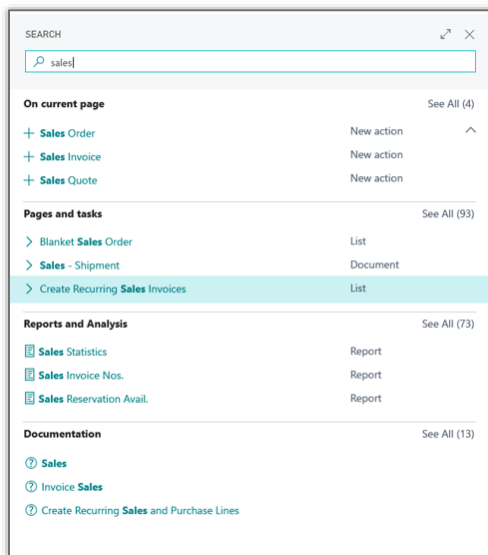 SEARCH
sales
On current page See All (4)
Sales Order New action
Sales Invoice New action
Sales Quote New action
Pages and tasks See All (93)
Blanket Sales Order List
Sales - Shipment Document
Create Recurring Sales Invoices List
Reports and Analysis See All (73)
Sales Statistics Report
Sales Invoice Nos. Report
Sales Reservation Avail. Report
Documentation See All (13)
Sales
Invoice Sales
Create Recurring Sales and Purchase Lines